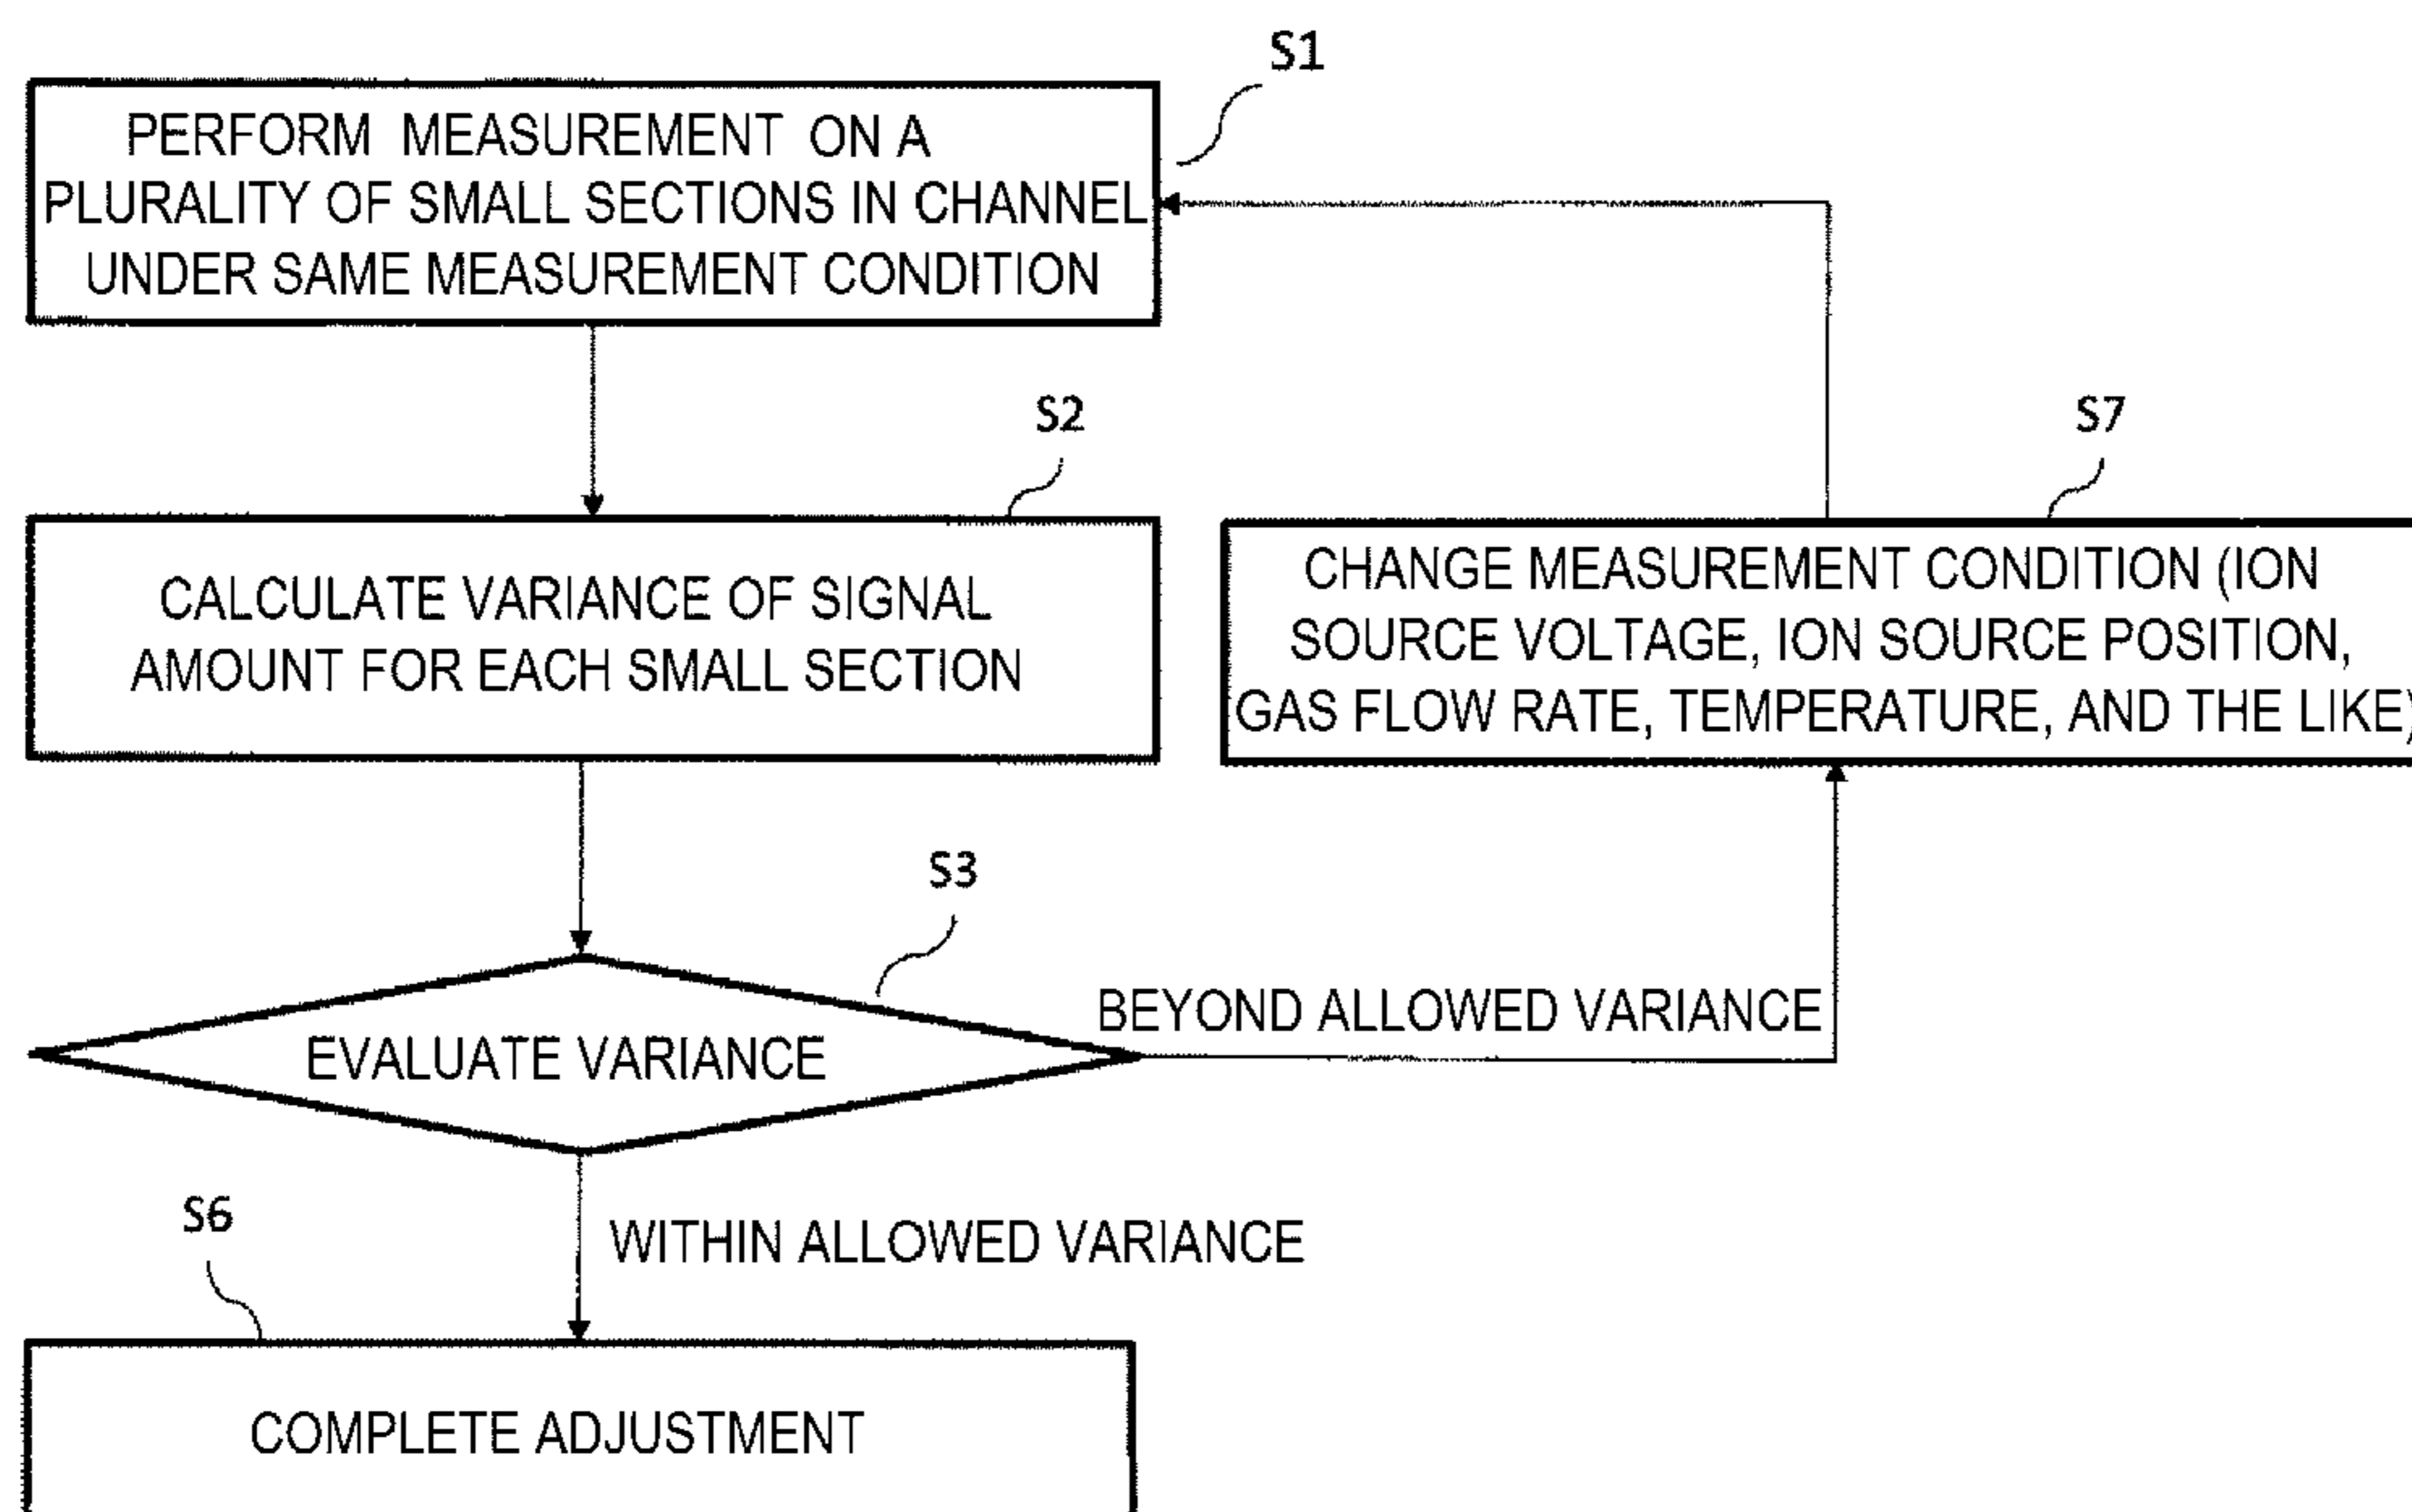 S1
PERFORM MEASUREMENT ON A
PLURALITY OF SMALL SECTIONS IN CHANNEL
UNDER SAME MEASUREMENT CONDITION
S2
CALCULATE VARIANCE OF SIGNAL
AMOUNT FOR EACH SMALL SECTION
S7
CHANGE MEASUREMENT CONDITION (ION
SOURCE VOLTAGE, ION SOURCE POSITION,
GAS FLOW RATE, TEMPERATURE, AND THE LIKE)
S3
EVALUATE VARIANCE
BEYOND ALLOWED VARIANCE
WITHIN ALLOWED VARIANCE
S6
COMPLETE ADJUSTMENT